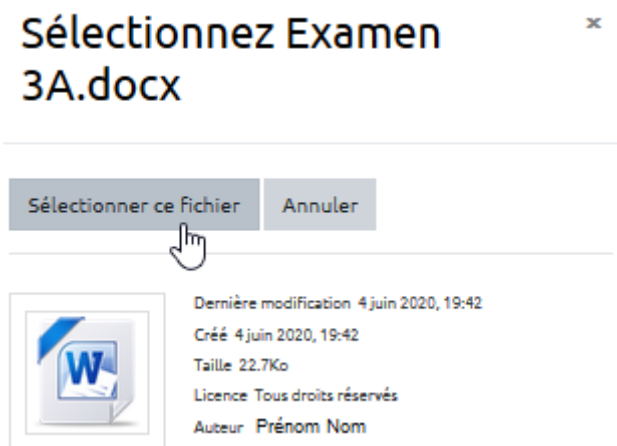 Sélectionnez Examen
3A.docx
×
Sélectionner ce fichier Annuler
Dernière modification 4 juin 2020, 19:42
Créé 4 juin 2020, 19:42
Taille 22.7Ko
Licence Tous droits réservés
Auteur Prénom Nom
W